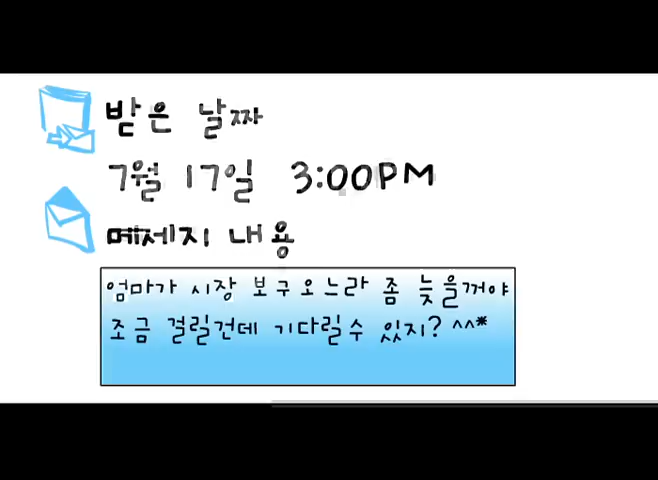 받은 날짜
7월 17일 3:00PM
메세지 내용
엄마가 시장 보구오느라 좀 늦을꺼야
조금 걸릴건데 기다릴수 있지? ^^*